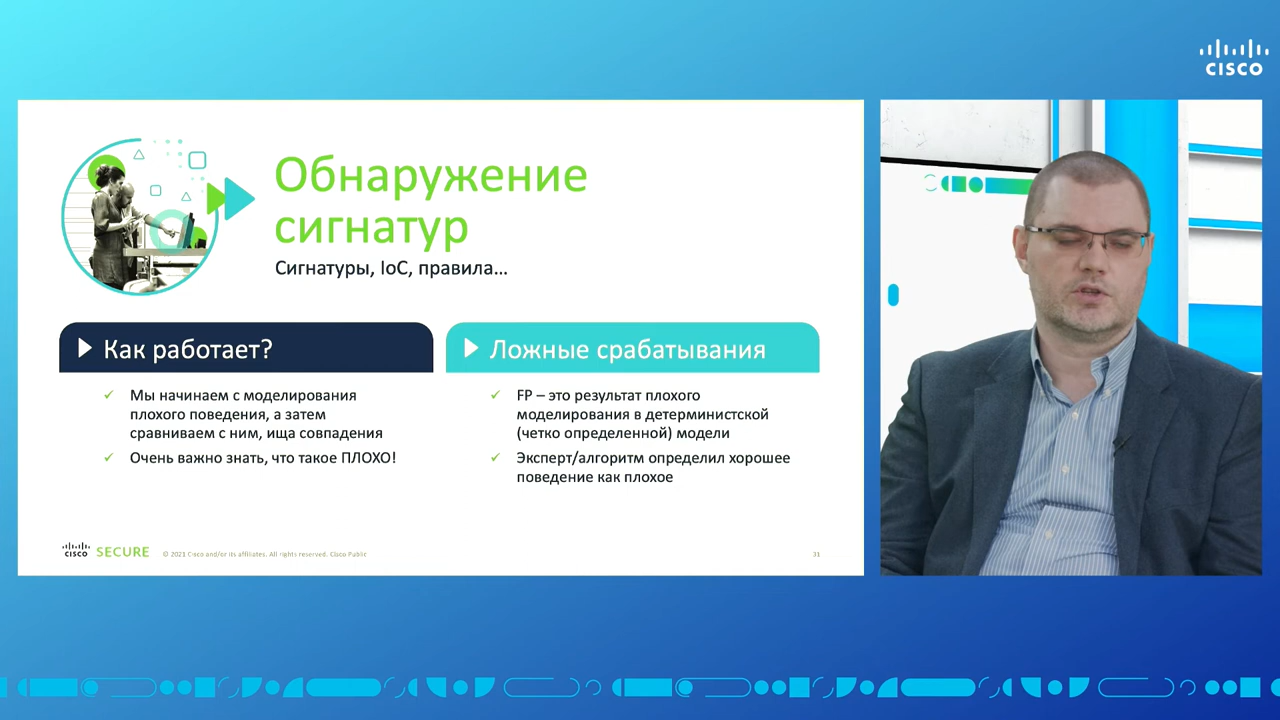 CISCO
Обнаружение
сигнатур
Сигнатуры, IoC, правила...
Как работает?
Ложные срабатывания
✓ Мы начинаем с моделирования
плохого поведения, а затем
сравниваем с ним, ища совпадения
✓ Очень важно знать, что такое ПЛОХО!
✓ FP – это результат плохого
моделирования в детерминистской
(четко определенной) модели
✓ Эксперт/алгоритм определил хорошее
поведение как плохое
CISCO SECURE © 2021 Cisco and/or its affiliates. All rights reserved. Cisco Public
31